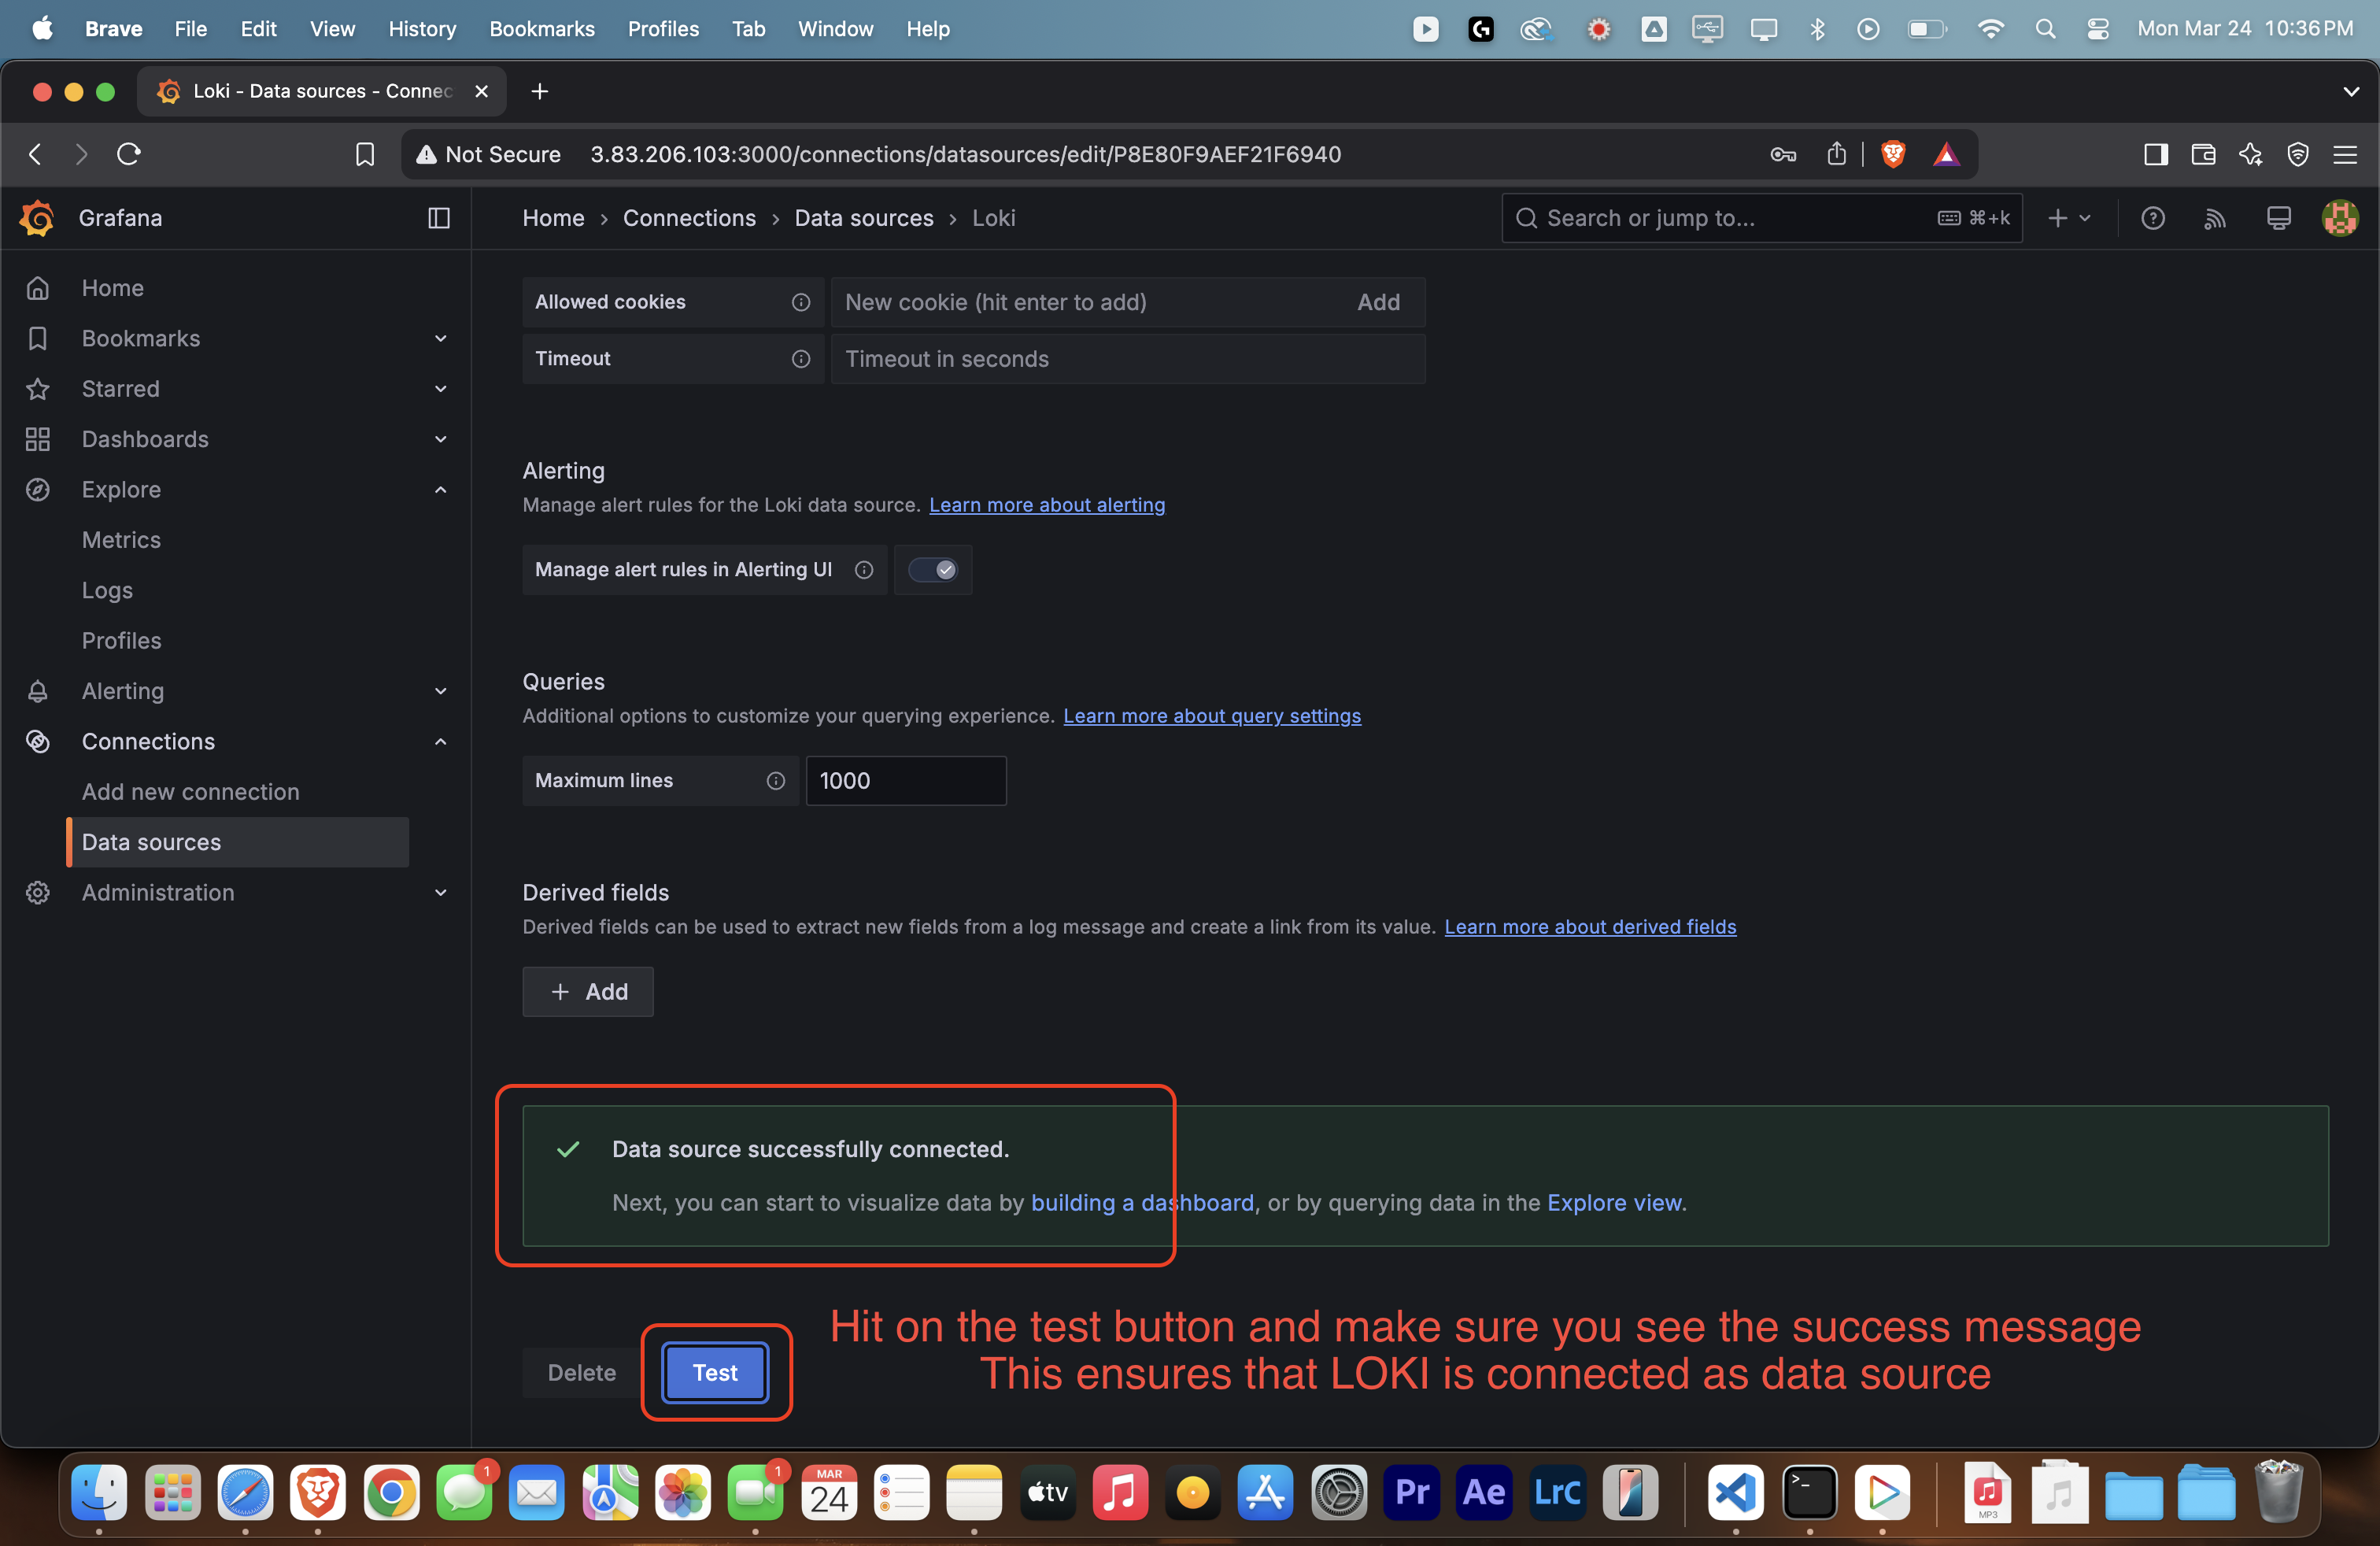 Brave File Edit View History Bookmarks Profiles Tab Window Help Mon Mar 24 10:36 PM
Loki - Data sources - Connec
Not Secure 3.83.206.103:3000/connections/datasources/edit/P8E80F9AEF21F6940
Grafana
Home › Connections › Data sources › Loki
Search or jump to... ⌘+k
Home
Bookmarks
Starred
Dashboards
Explore
Metrics
Logs
Profiles
Alerting
Connections
Add new connection
Data sources
Administration
Allowed cookies New cookie (hit enter to add) Add
Timeout Timeout in seconds
Alerting
Manage alert rules for the Loki data source. Learn more about alerting
Manage alert rules in Alerting UI
Queries
Additional options to customize your querying experience. Learn more about query settings
Maximum lines 1000
Derived fields
Derived fields can be used to extract new fields from a log message and create a link from its value. Learn more about derived fields
+ Add
Data source successfully connected.
Next, you can start to visualize data by building a dashboard, or by querying data in the Explore view.
Delete Test
Hit on the test button and make sure you see the success message
This ensures that LOKI is connected as data source
1 1 MAR 24 tv Pr Ae LrC MP3